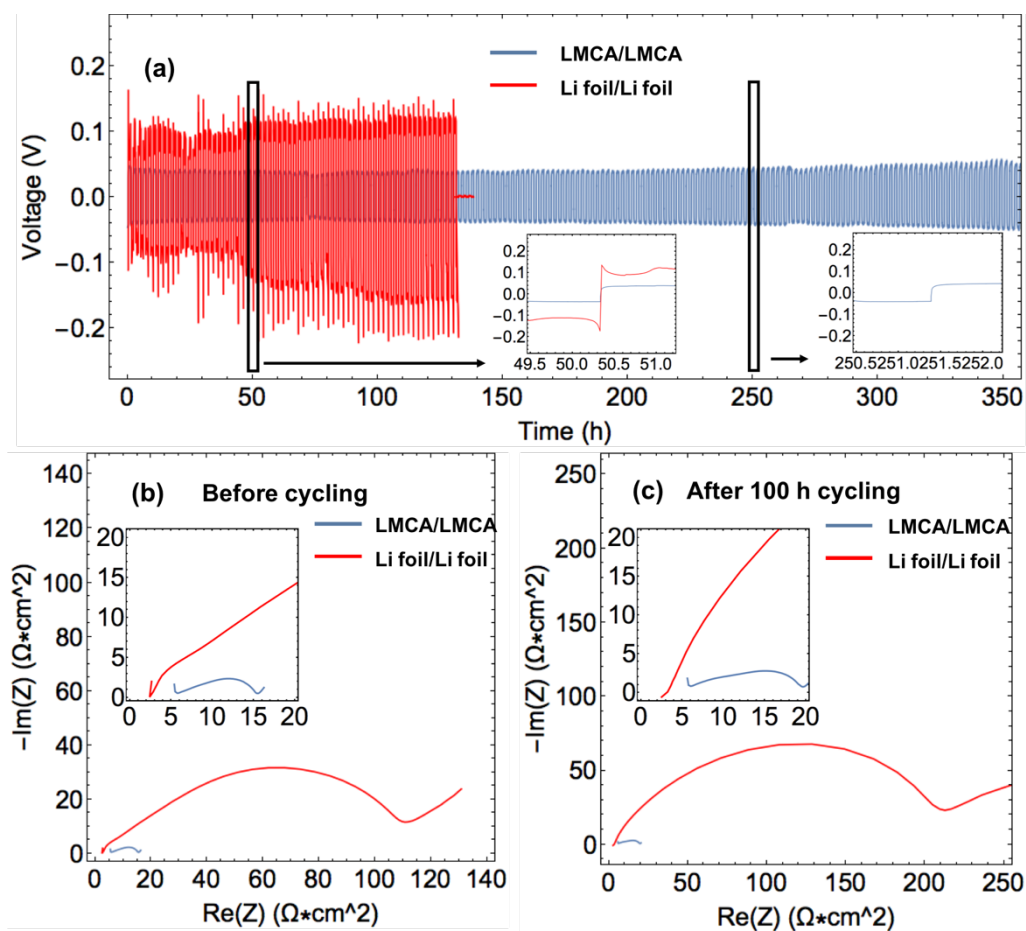 (a)
LMCA/LMCA
Li foil/Li foil
Voltage (V)
0.2
0.1
0.0
−0.1
−0.2
0.2
0.1
0.0
-0.1
-0.2
49.5 50.0 50.5 51.0
0.2
0.1
0.0
-0.1
-0.2
250.5251.0251.5252.0
0 50 100 150 200 250 300 350
Time (h)
(b) Before cycling
LMCA/LMCA
Li foil/Li foil
−Im(Z) (Ω*cm^2)
140
120
100
80
60
40
20
0
20
15
10
5
0
0 5 10 15 20
0 20 40 60 80 100 120 140
Re(Z) (Ω*cm^2)
(c) After 100 h cycling
LMCA/LMCA
Li foil/Li foil
−Im(Z) (Ω*cm^2)
250
200
150
100
50
0
20
15
10
5
0
0 5 10 15 20
0 50 100 150 200 250
Re(Z) (Ω*cm^2)